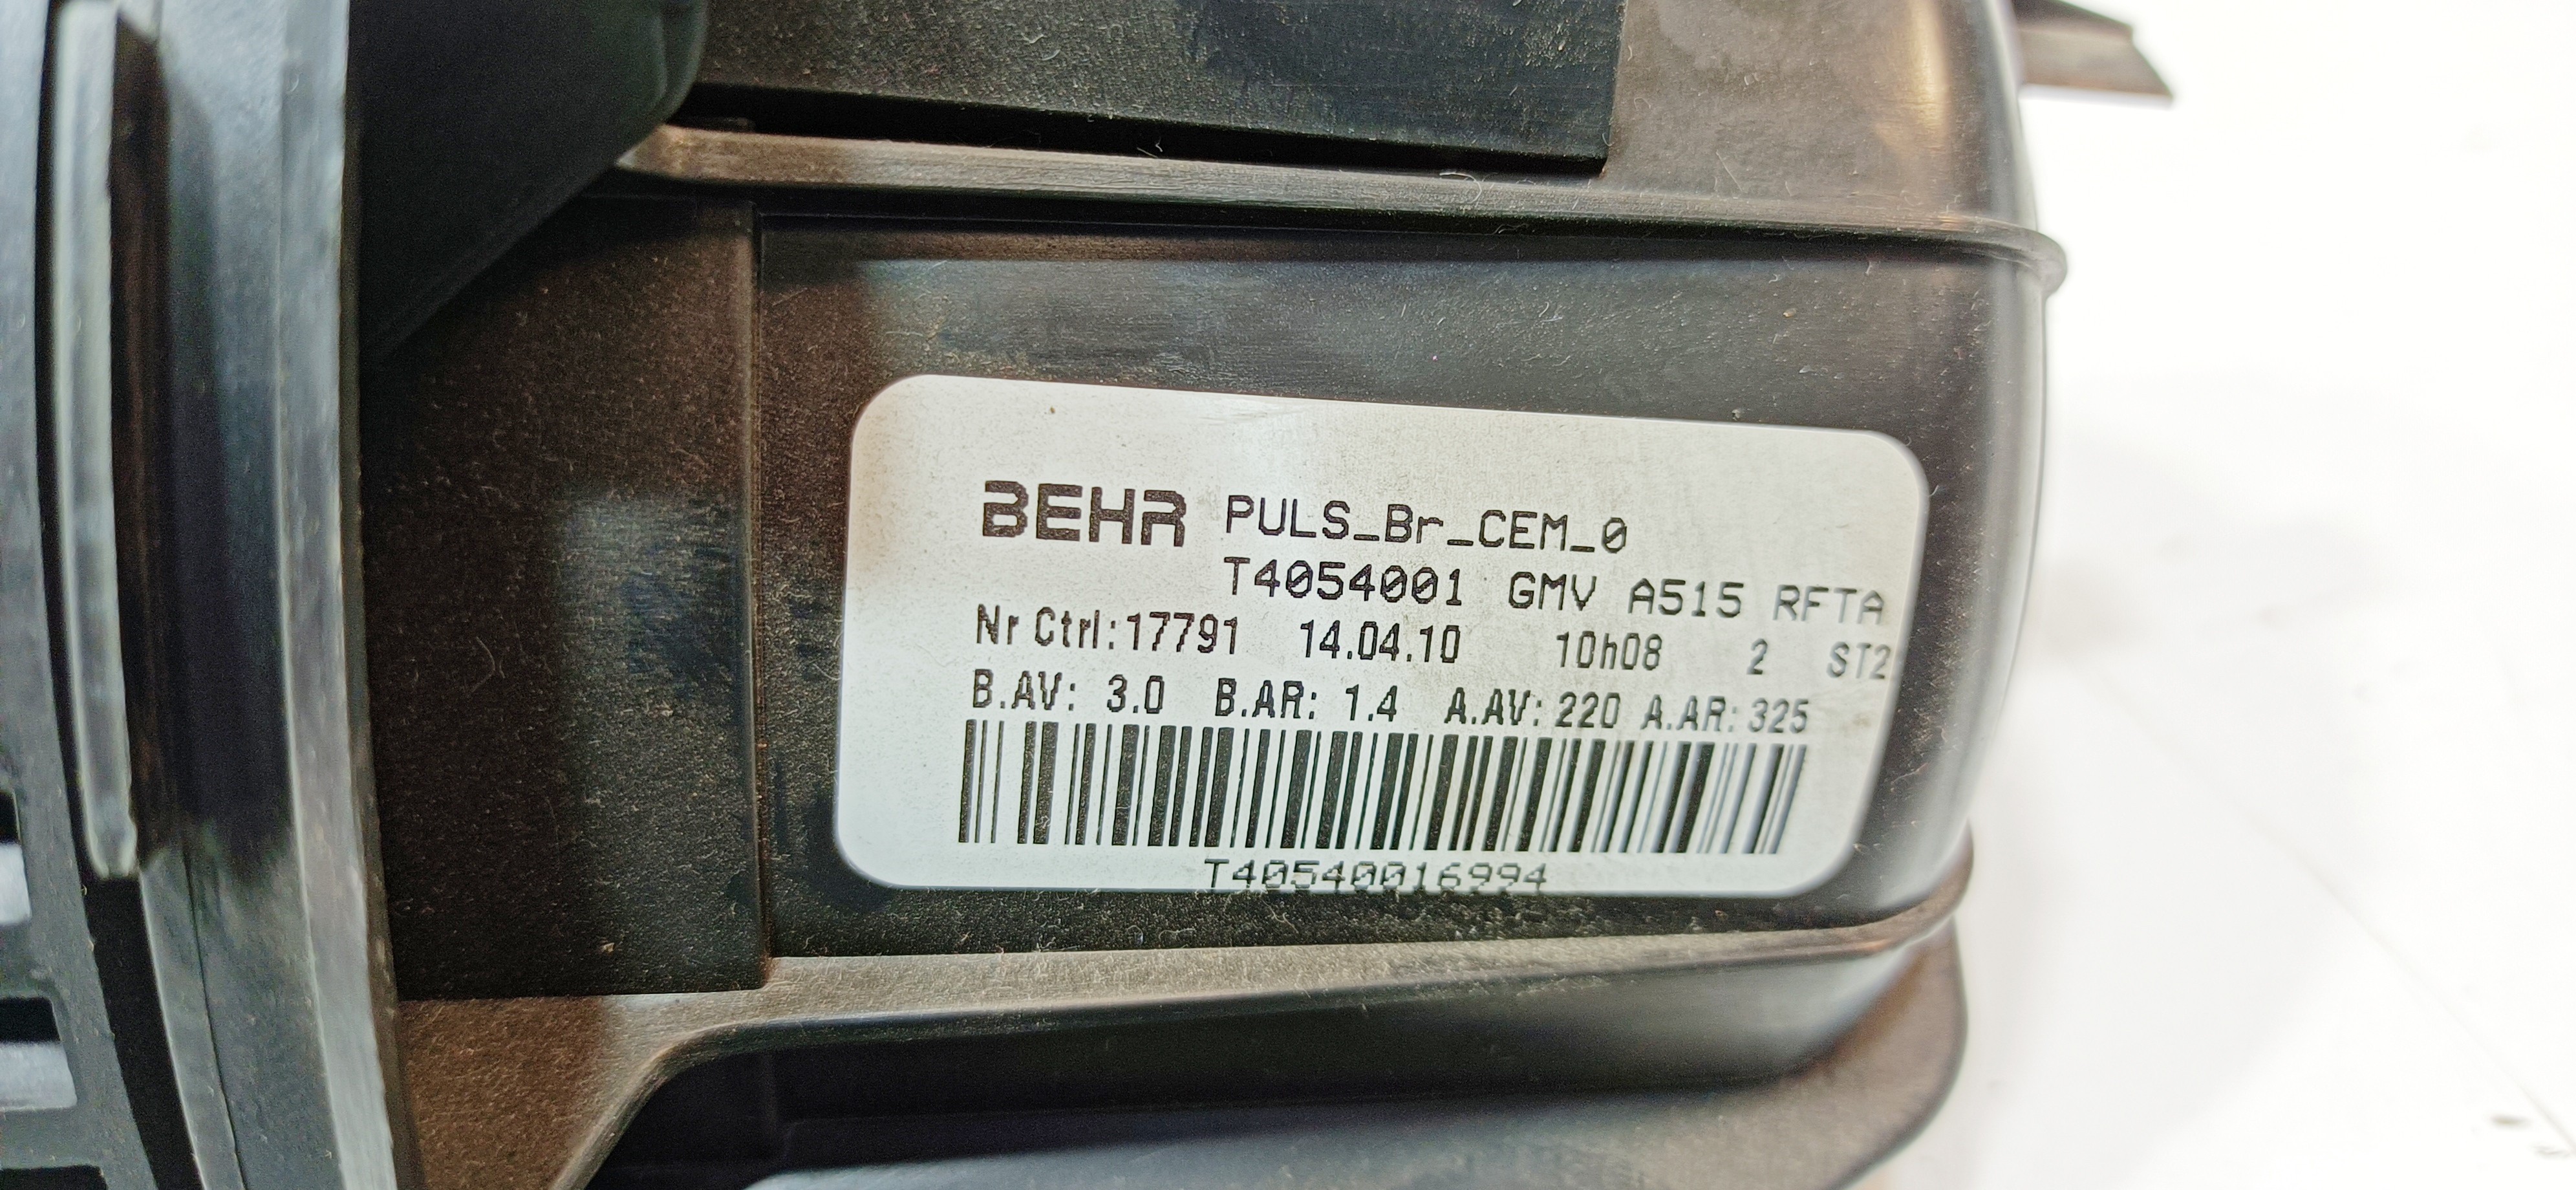 BEHR PULS_Br_CEM_0
T4054001 GMV A515 RFTA
Nr Ctrl:17791 14.04.10 10h08 2 ST2
B.AV: 3.0 B.AR: 1.4 A.AV: 220 A.AR: 325
T40540016994